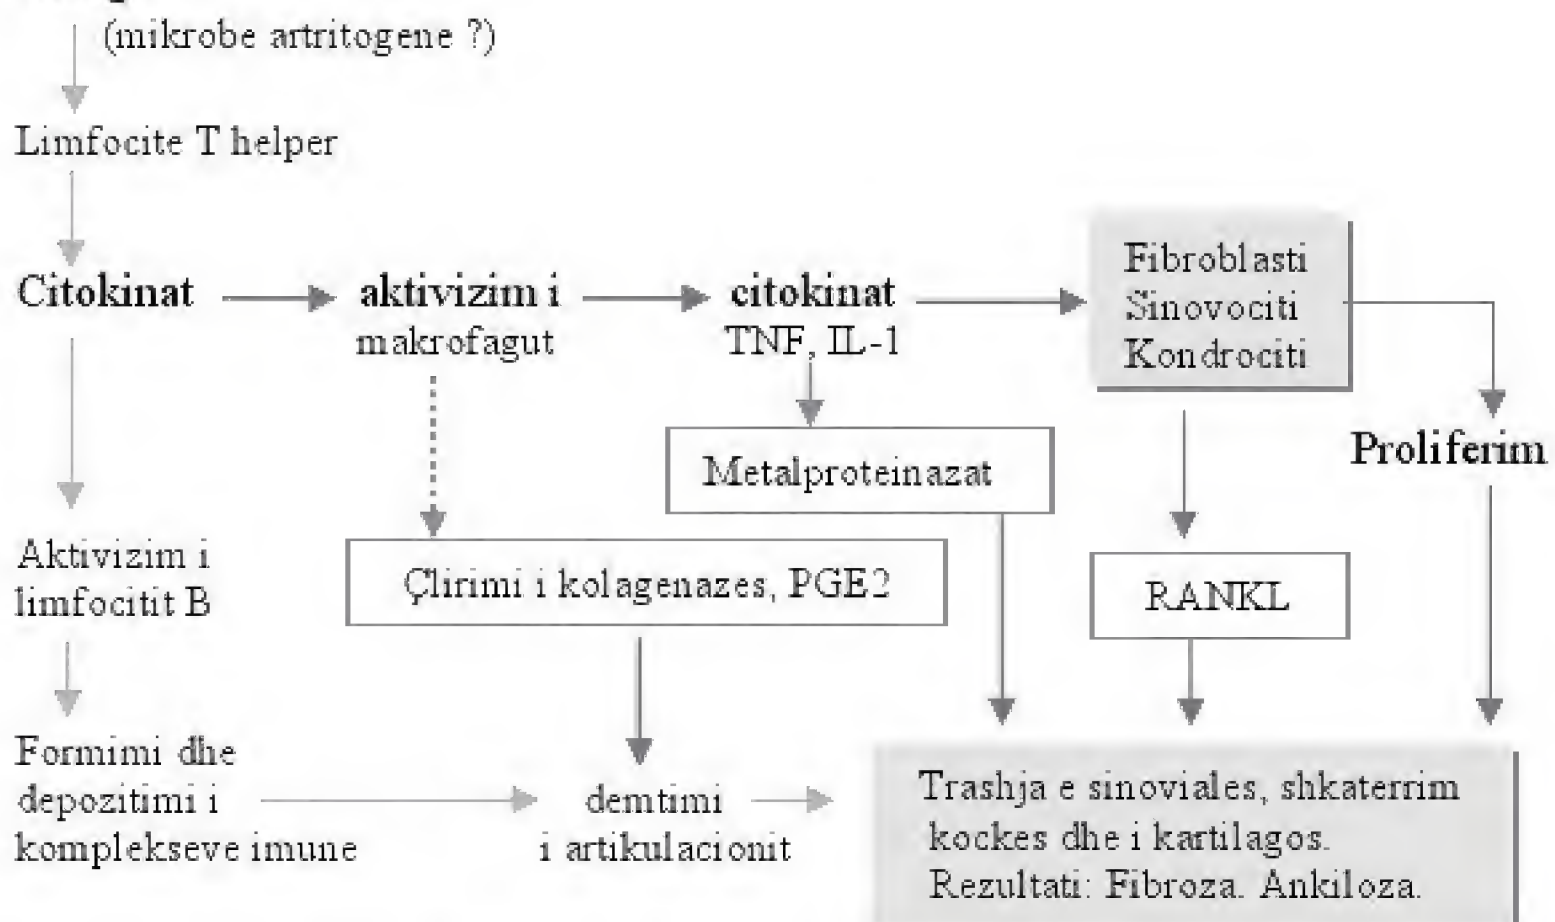 (mikrobe artritogene ?)
Limfocite T helper
Citokinat
aktivizim i
makrofagut
citokinat
TNF, IL-1
Fibroblasti
Sinovociti
Kondrociti
Proliferim
Metalproteinazat
Aktivizim i
limfocitit B
Çlirimi i kolagenazes, PGE2
RANKL
Formimi dhe
depozitimi i
komplekseve imune
demtimi
i artikulacionit
Trashja e sinoviales, shkaterrim
kockes dhe i kartilagos.
Rezultati: Fibroza. Ankiloza.